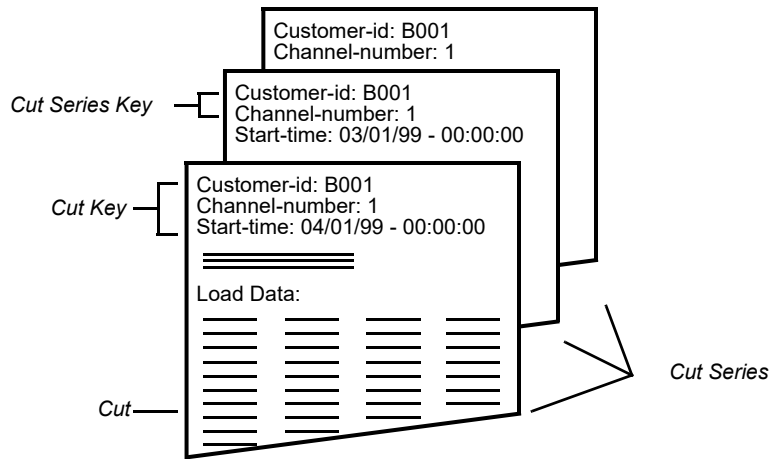 Customer-id: B001
Channel-number: 1
Cut Series Key
Customer-id: B001
Channel-number: 1
Start-time: 03/01/99 - 00:00:00
Cut Key
Customer-id: B001
Channel-number: 1
Start-time: 04/01/99 - 00:00:00
Load Data:
Cut Series
Cut